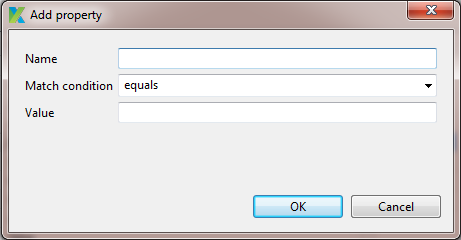 Add property
Name
Match condition equals
Value
OK Cancel